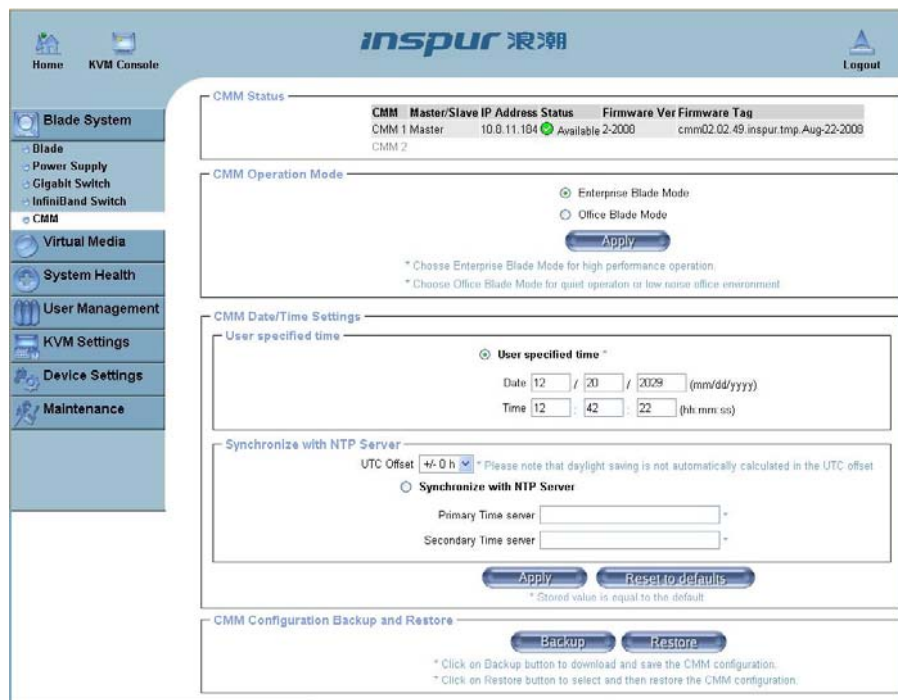 inspur 浪潮
Home
KVM Console
Logout
Blade System
Blade
Power Supply
Gigabit Switch
InfiniBand Switch
CMM
Virtual Media
System Health
User Management
KVM Settings
Device Settings
Maintenance
CMM Status
CMM Master/Slave IP Address Status Firmware Ver Firmware Tag
CMM 1 Master 10.0.11.184 Available 2-2008 cmm02.02.49.inspur.tmp.Aug-22-2008
CMM 2
CMM Operation Mode
Enterprise Blade Mode
Office Blade Mode
Apply
* Choose Enterprise Blade Mode for high performance operation.
* Choose Office Blade Mode for quiet operaton or low noise office environment
CMM Date/Time Settings
User specified time
User specified time *
Date 12 / 20 / 2029 (mm/dd/yyyy)
Time 12 : 42 : 22 (hh:mm:ss)
Synchronize with NTP Server
UTC Offset +/- 0 h * Please note that daylight saving is not automatically calculated in the UTC offset
Synchronize with NTP Server
Primary Time server *
Secondary Time server *
Apply Reset to defaults
* Stored value is equal to the default
CMM Configuration Backup and Restore
Backup Restore
* Click on Backup button to download and save the CMM configuration.
* Click on Restore button to select and then restore the CMM configuration.